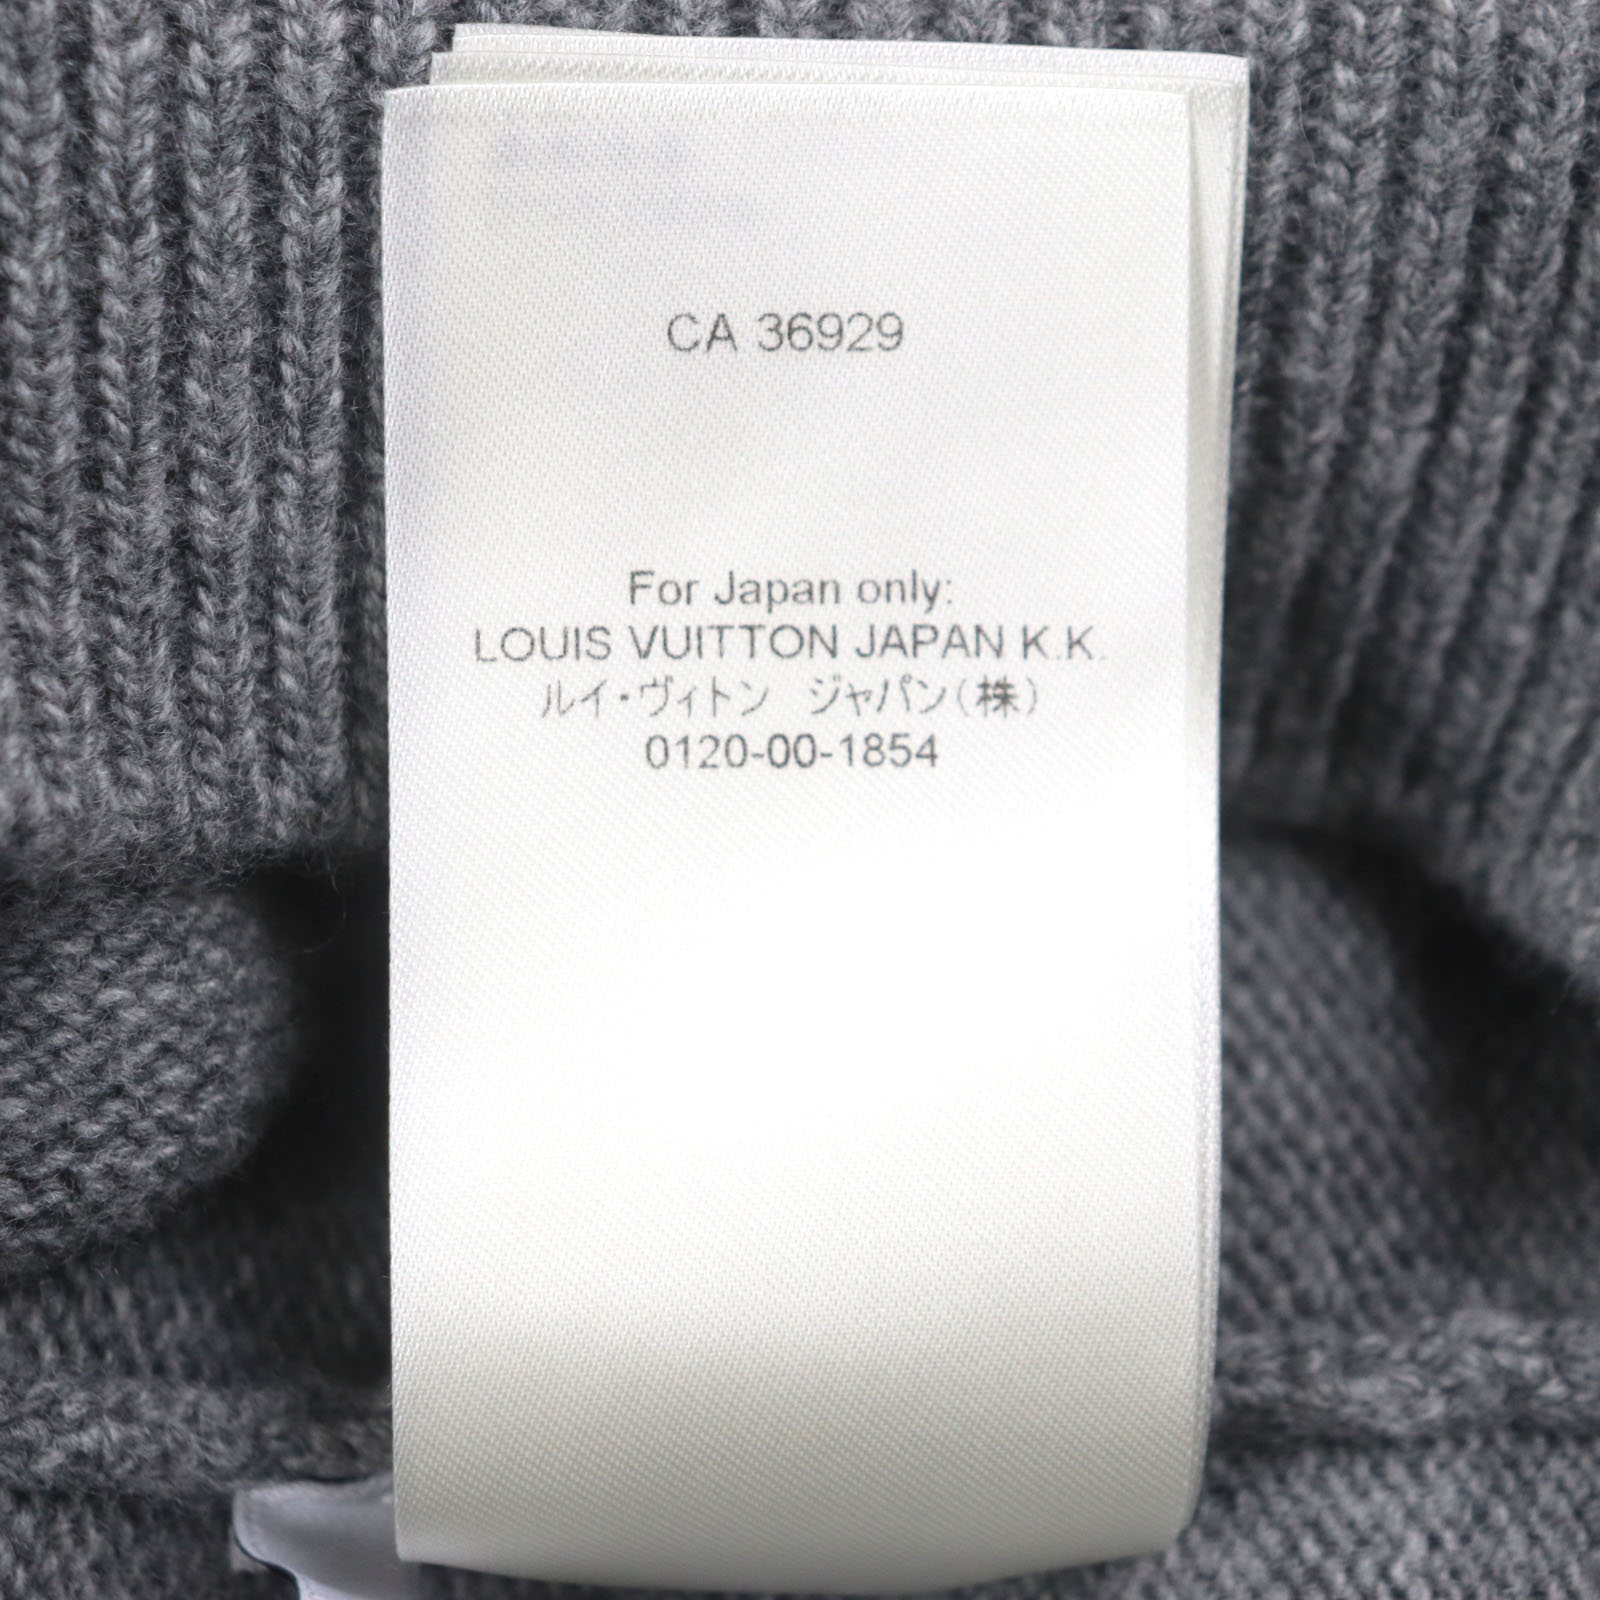 CA 36929
For Japan only:
LOUIS VUITTON JAPAN K.K.
ルイ・ヴィトン　ジャパン（株）
0120-00-1854